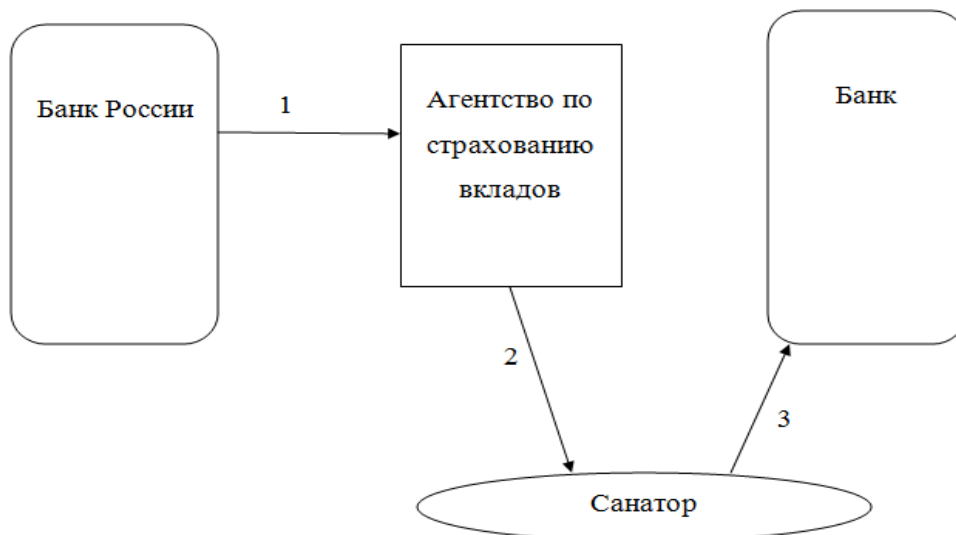 Банк России
1
Агентство по
страхованию
вкладов
Банк
2
3
Санатор